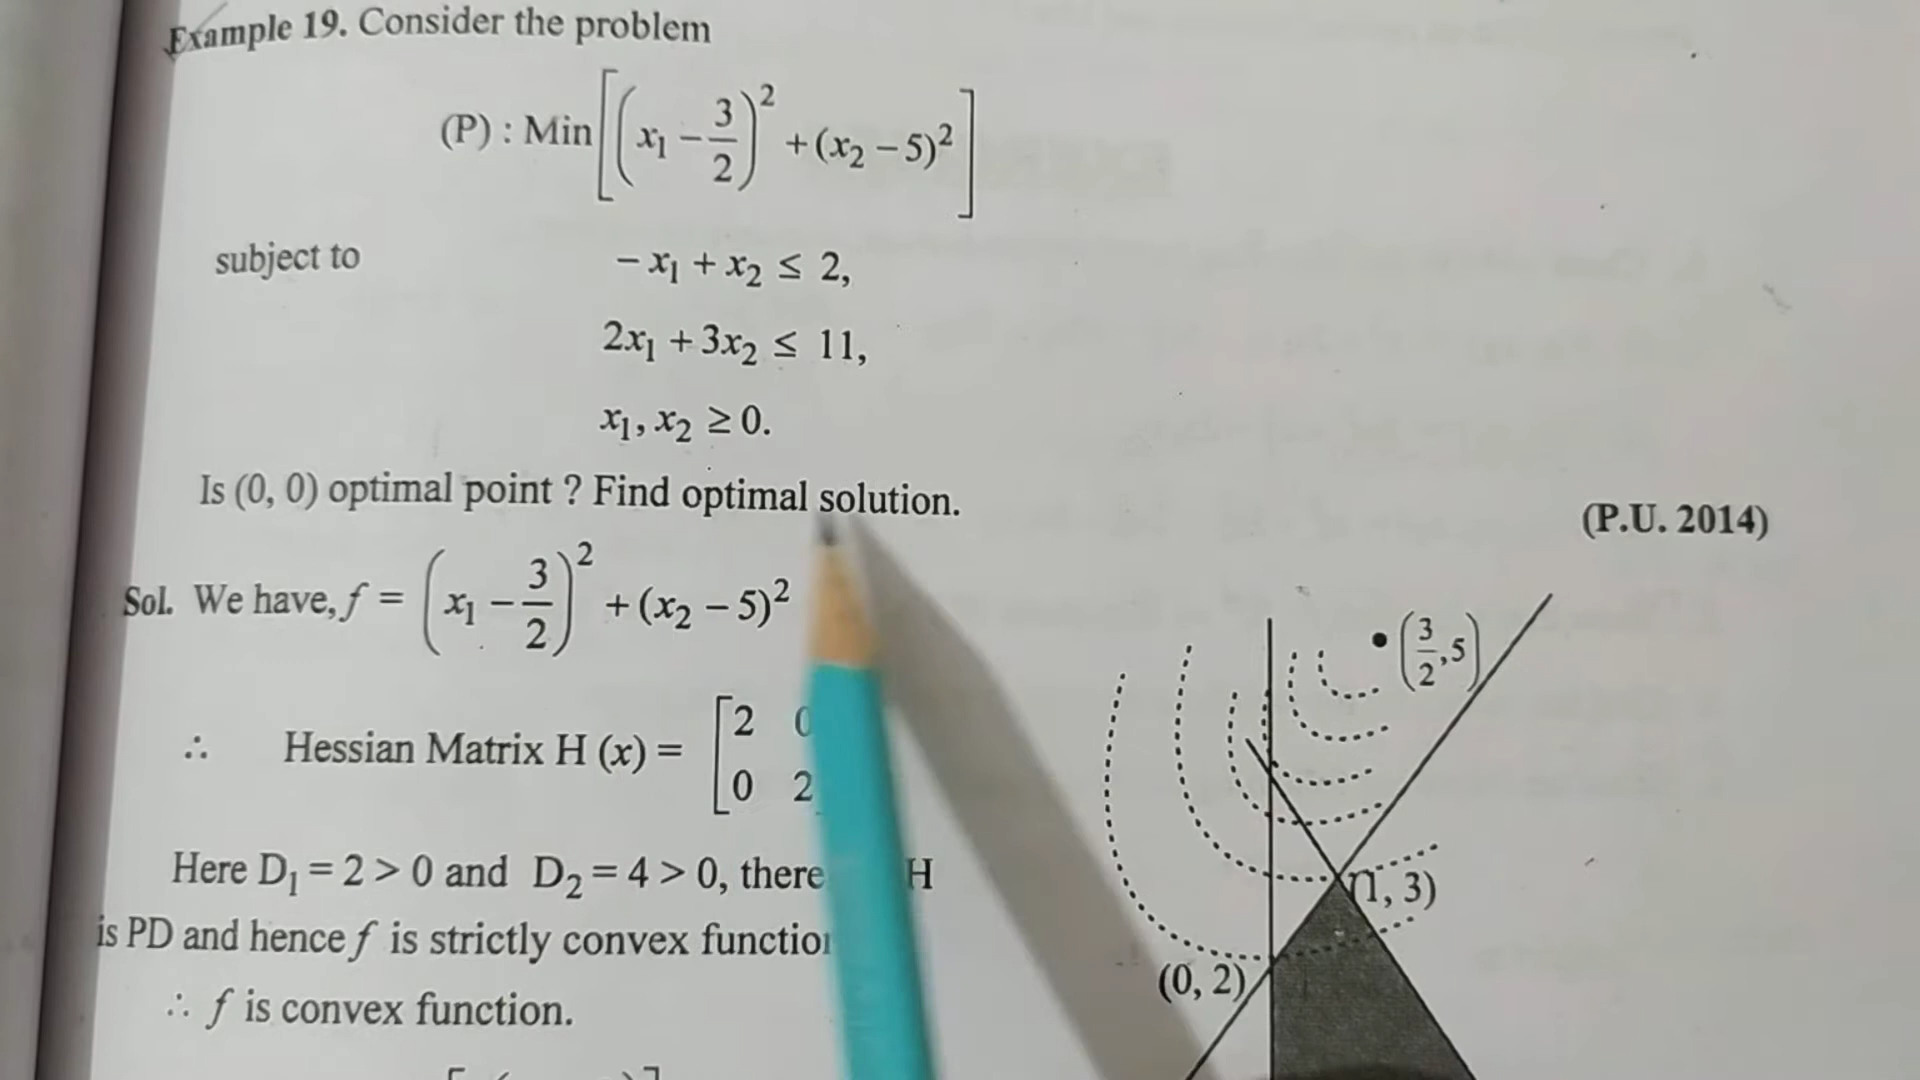 Example 19. Consider the problem
(P) : Min [(x₁ − 3/2)² + (x₂ − 5)²]
subject to − x₁ + x₂ ≤ 2,
2x₁ + 3x₂ ≤ 11,
x₁, x₂ ≥ 0.
Is (0, 0) optimal point ? Find optimal solution.
(P.U. 2014)
Sol. We have, f = (x₁ − 3/2)² + (x₂ − 5)²
∴ Hessian Matrix H (x) = [2 0
0 2
Here D₁ = 2 > 0 and D₂ = 4 > 0, there H
is PD and hence f is strictly convex
∴ f is convex function.
(3/2, 5)
(1, 3)
(0, 2)